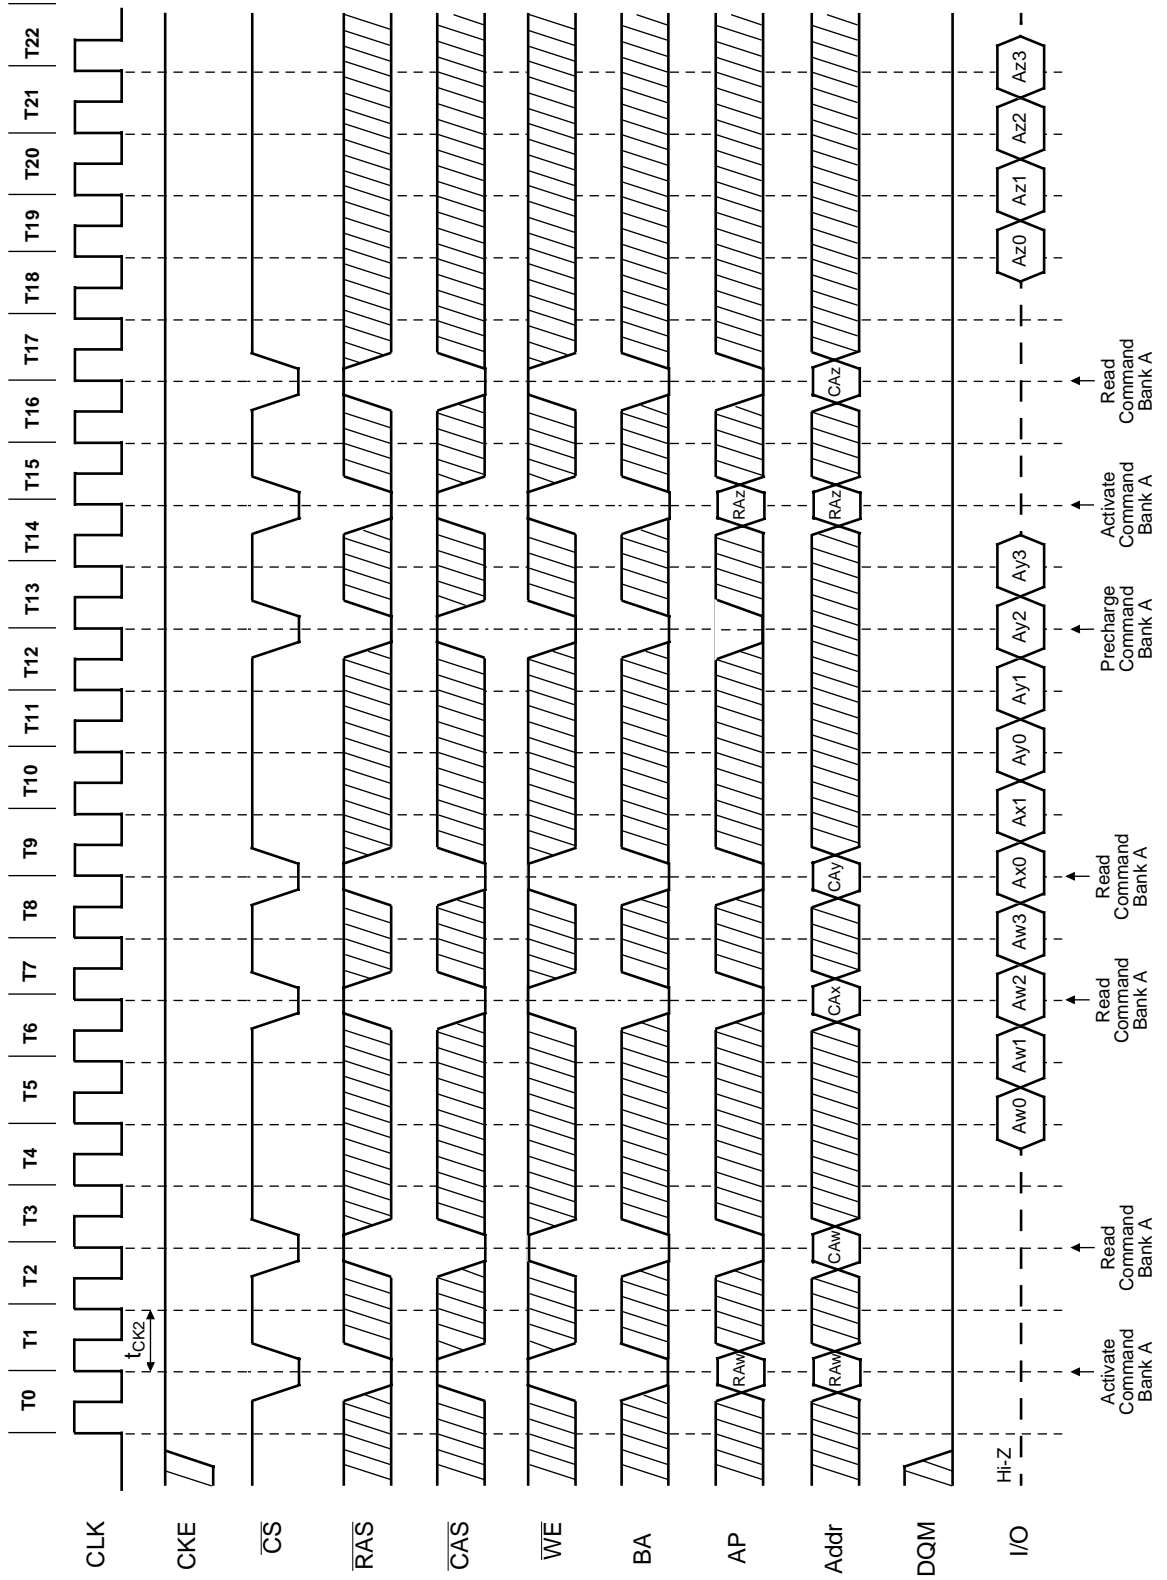 T0 T1 T2 T3 T4 T5 T6 T7 T8 T9 T10 T11 T12 T13 T14 T15 T16 T17 T18 T19 T20 T21 T22
CLK
tCK2
CKE
CS
RAS
CAS
WE
BA
AP
RAw RAz
Addr
RAw CAw CAx CAy RAz CAz
DQM
Hi-Z
I/O
Aw0 Aw1 Aw2 Aw3 Ax0 Ax1 Ay0 Ay1 Ay2 Ay3 Az0 Az1 Az2 Az3
Activate
Command
Bank A
Read
Command
Bank A
Read
Command
Bank A
Read
Command
Bank A
Precharge
Command
Bank A
Activate
Command
Bank A
Read
Command
Bank A